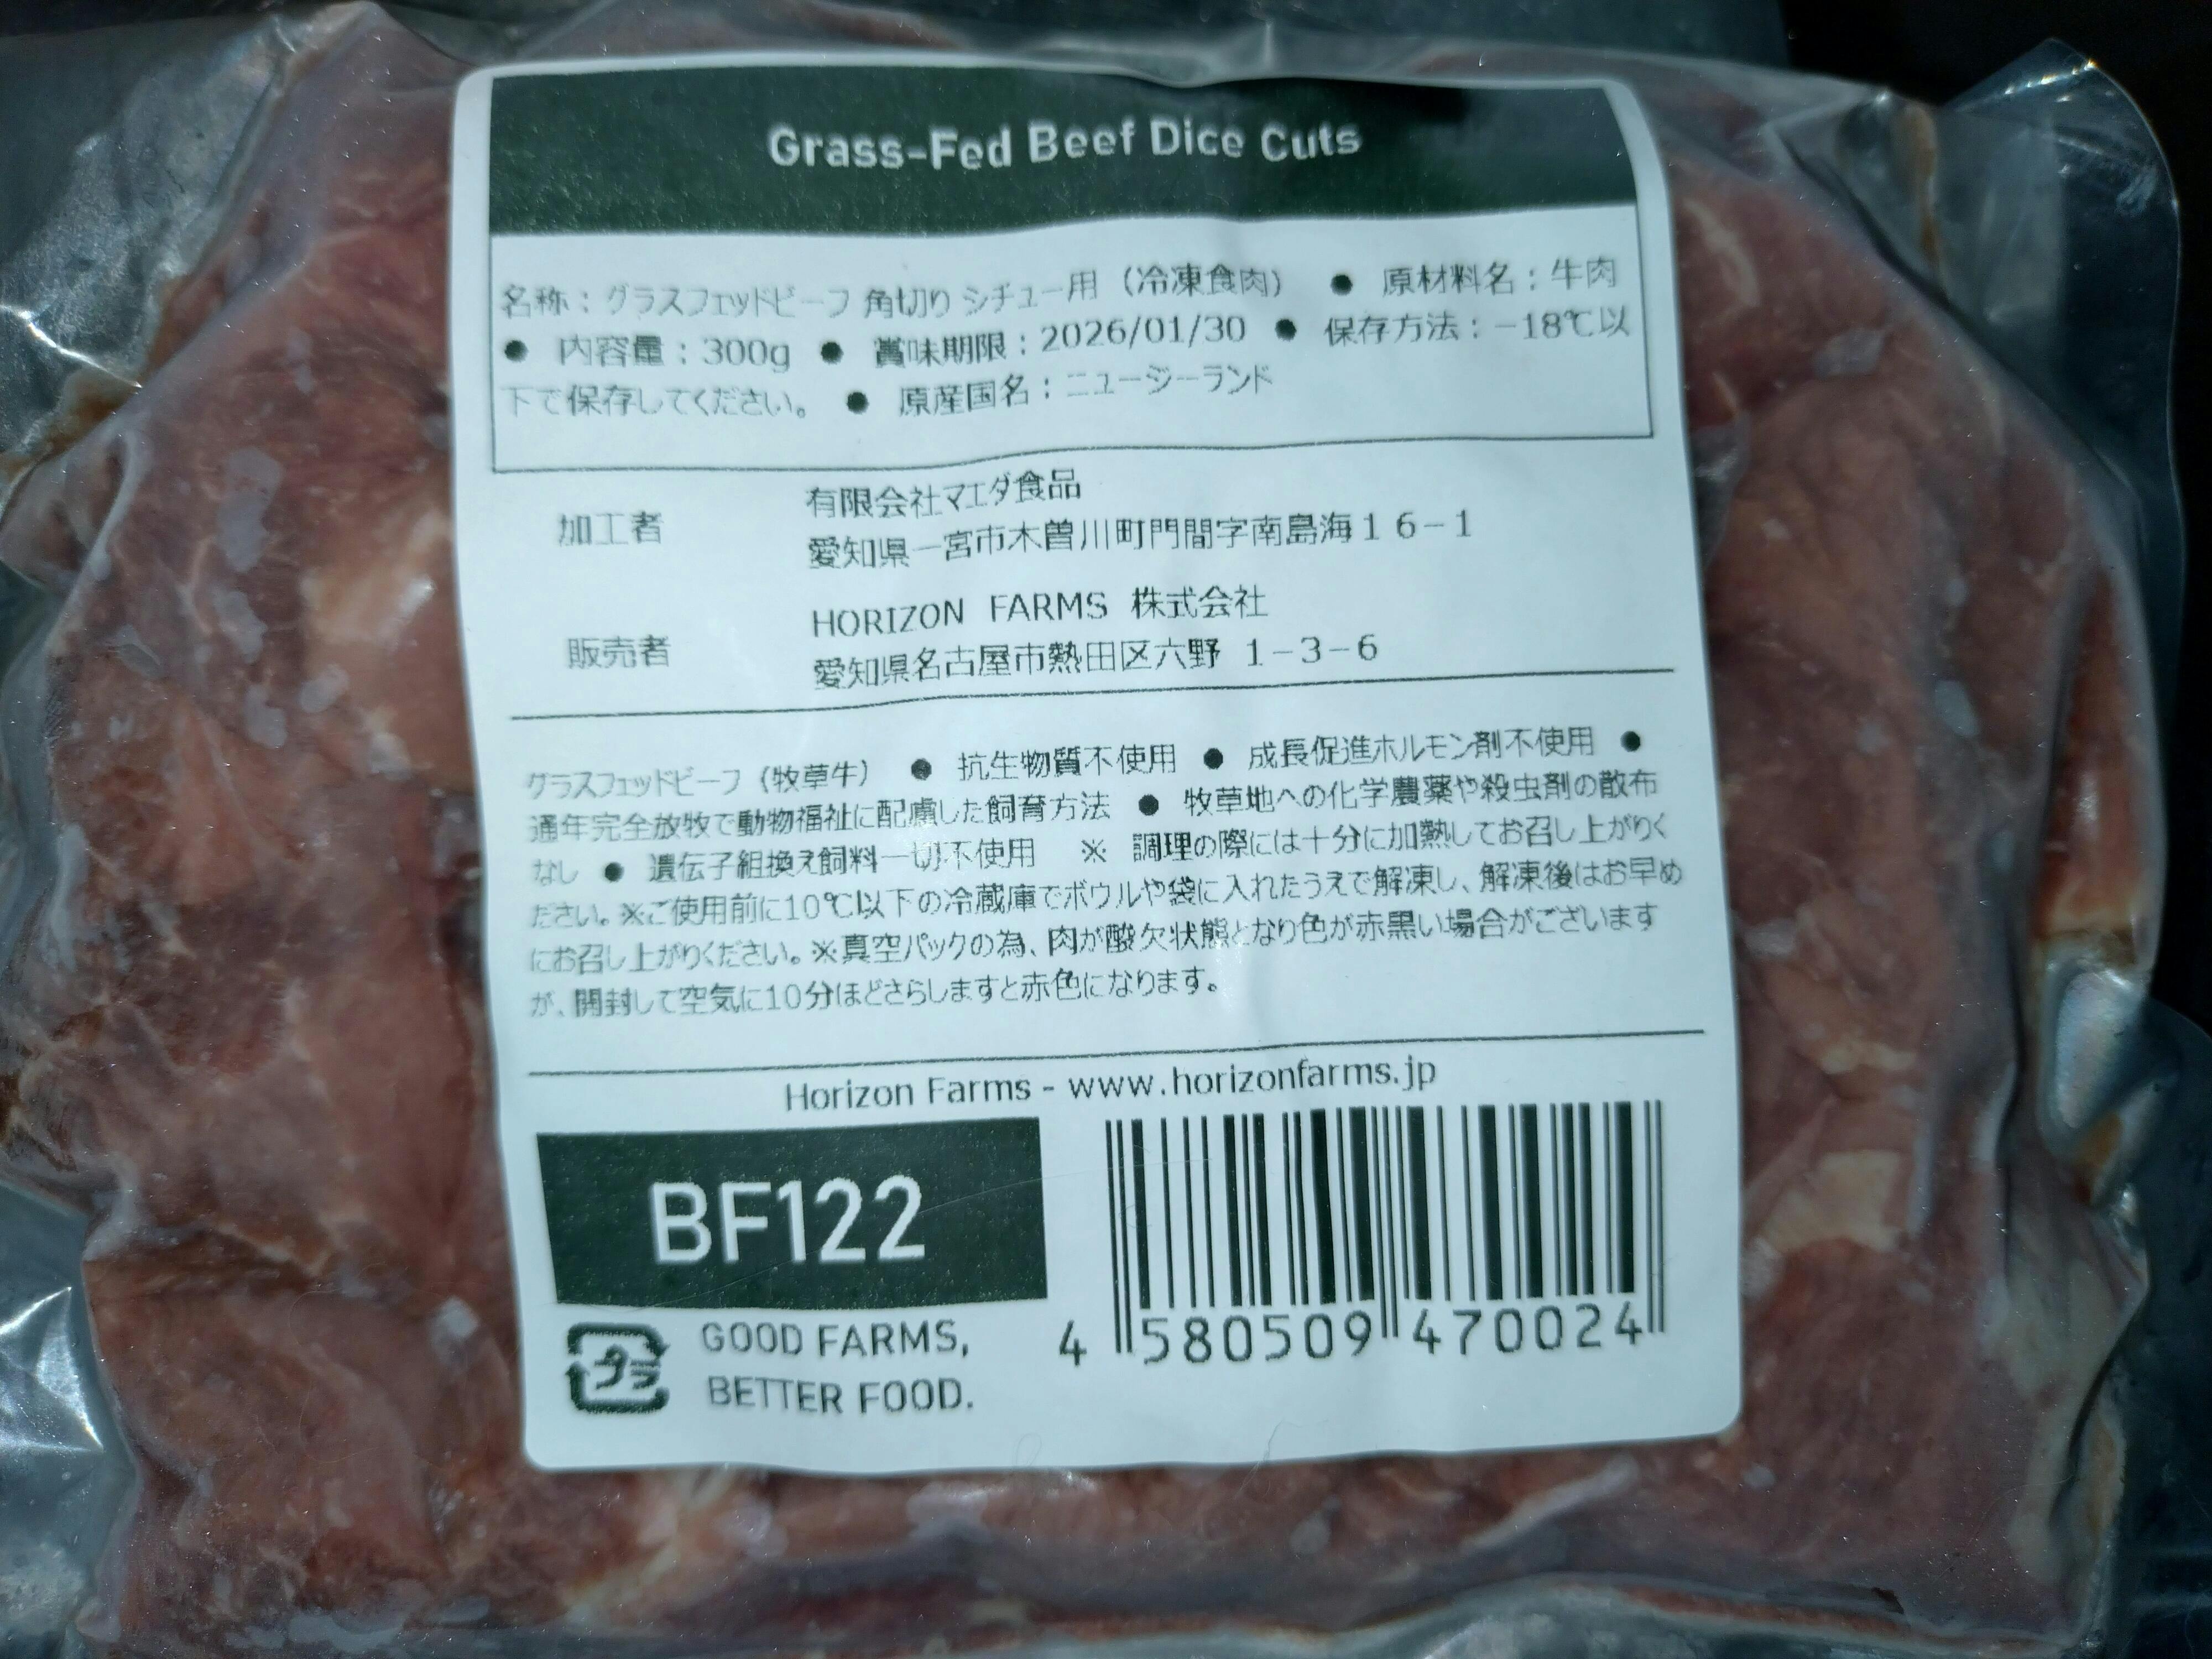 Grass-Fed Beef Dice Cuts
名称：グラスフェッドビーフ 角切り シチュー用（冷凍食肉） ● 原材料名：牛肉
● 内容量：300g ● 賞味期限：2026/01/30 ● 保存方法：-18℃以
下で保存してください。 ● 原産国名：ニュージーランド
加工者
有限会社マエダ食品
愛知県一宮市木曽川町門間字南島海１６−１
販売者
HORIZON FARMS 株式会社
愛知県名古屋市熱田区六野 1-3-6
グラスフェッドビーフ（牧草牛） ● 抗生物質不使用 ● 成長促進ホルモン剤不使用 ●
通年完全放牧で動物福祉に配慮した飼育方法 ● 牧草地への化学農薬や殺虫剤の散布
なし ● 遺伝子組換え飼料一切不使用 ※ 調理の際には十分に加熱してお召し上がりく
ださい。※ご使用前に10℃以下の冷蔵庫でボウルや袋に入れたうえで解凍し、解凍後はお早め
にお召し上がりください。※真空パックの為、肉が酸欠状態となり色が赤黒い場合がございます
が、開封して空気に10分ほどさらしますと赤色になります。
Horizon Farms - www.horizonfarms.jp
BF122
プラ
GOOD FARMS,
BETTER FOOD.
4 580509 470024